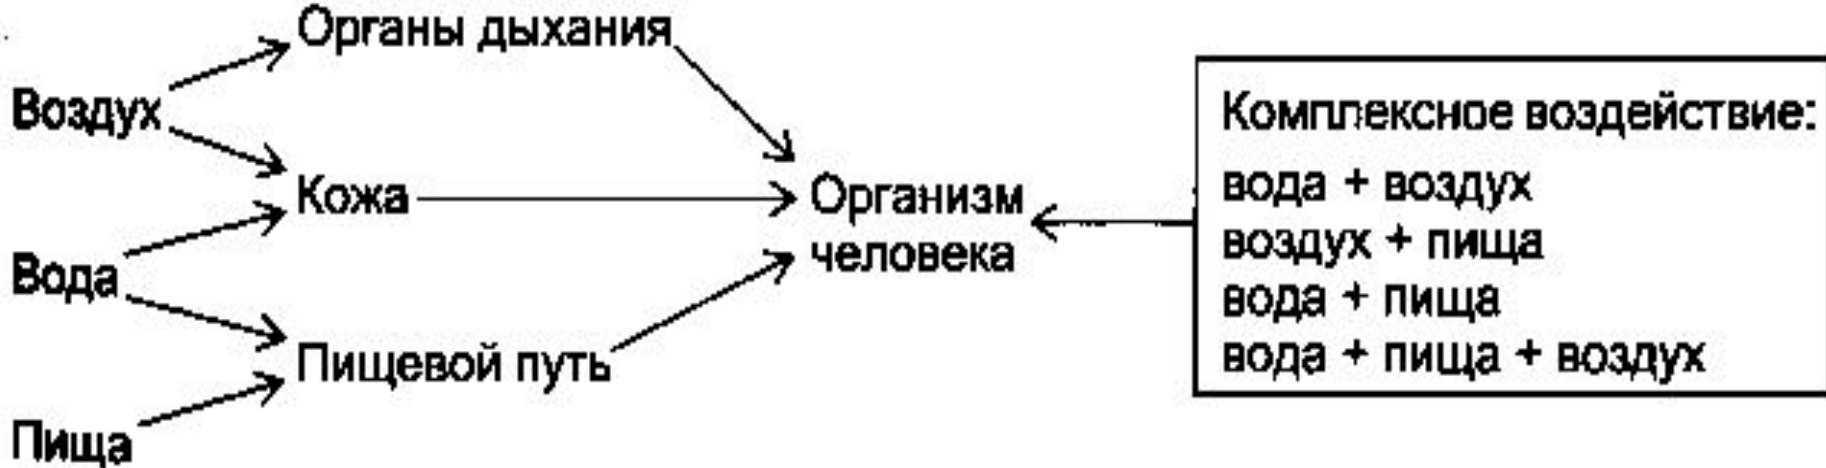 Органы дыхания
Воздух
Кожа
Вода
Пищевой путь
Пища
Организм
человека
Комплексное воздействие:
вода + воздух
воздух + пища
вода + пища
вода + пища + воздух